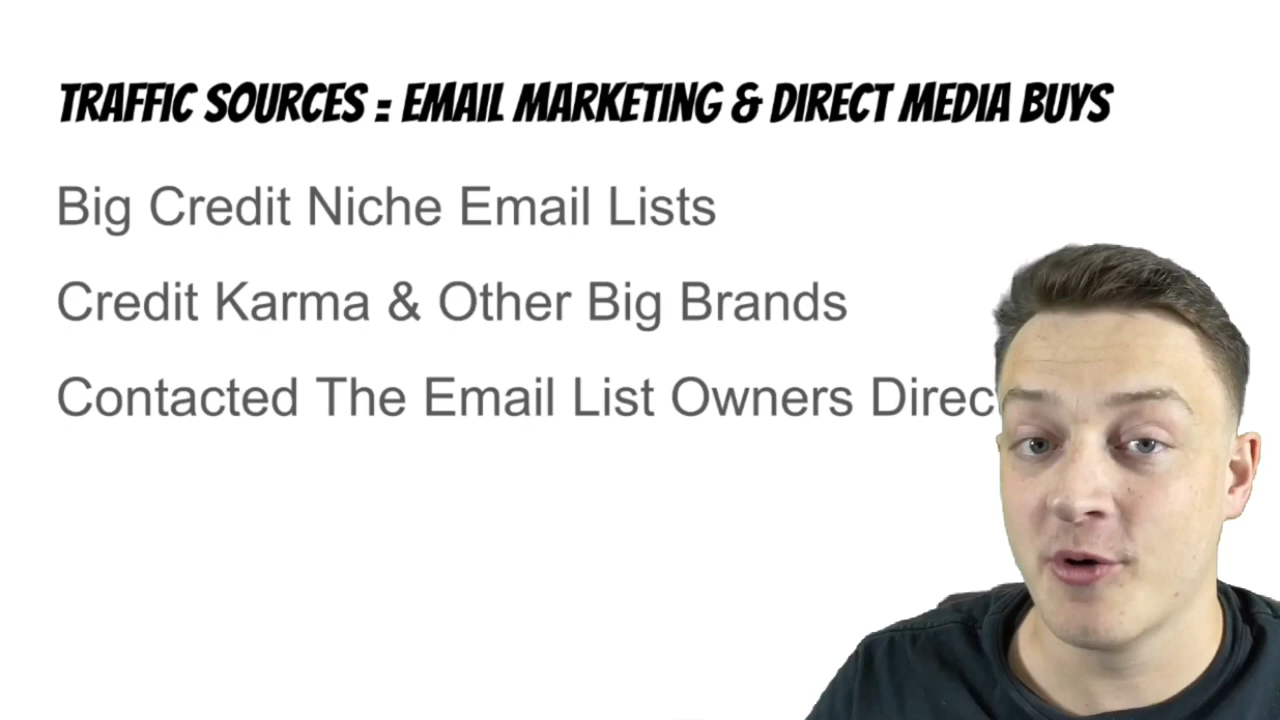 TRAFFIC SOURCES = EMAIL MARKETING & DIRECT MEDIA BUYS
Big Credit Niche Email Lists
Credit Karma & Other Big Brands
Contacted The Email List Owners